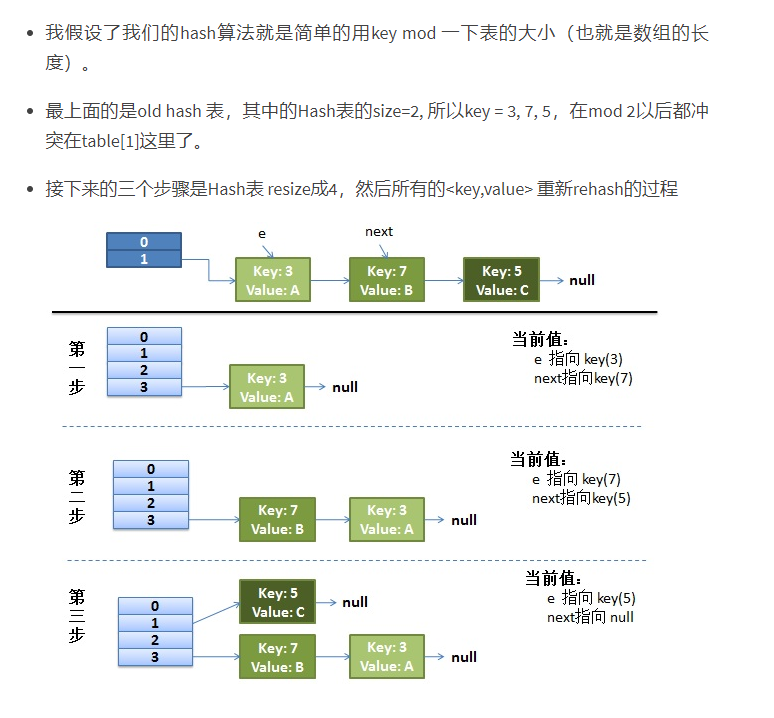 我假设了我们的hash算法就是简单的用key mod 一下表的大小（也就是数组的长
度）。
最上面的是old hash 表，其中的Hash表的size=2, 所以key = 3, 7, 5，在mod 2以后都冲
突在table[1]这里了。
接下来的三个步骤是Hash表 resize成4，然后所有的<key,value> 重新rehash的过程
e
next
0
1
Key: 3
Value: A
Key: 7
Value: B
Key: 5
Value: C
null
第一步
0
1
2
3
Key: 3
Value: A
null
当前值：
e 指向 key(3)
next指向key(7)
第二步
0
1
2
3
Key: 7
Value: B
Key: 3
Value: A
null
当前值：
e 指向 key(7)
next指向key(5)
第三步
0
1
2
3
Key: 5
Value: C
null
Key: 7
Value: B
Key: 3
Value: A
null
当前值：
e 指向 key(5)
next指向 null